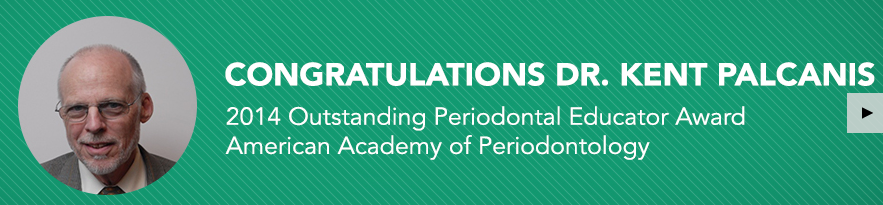 CONGRATULATIONS DR. KENT PALCANIS
2014 Outstanding Periodontal Educator Award
American Academy of Periodontology